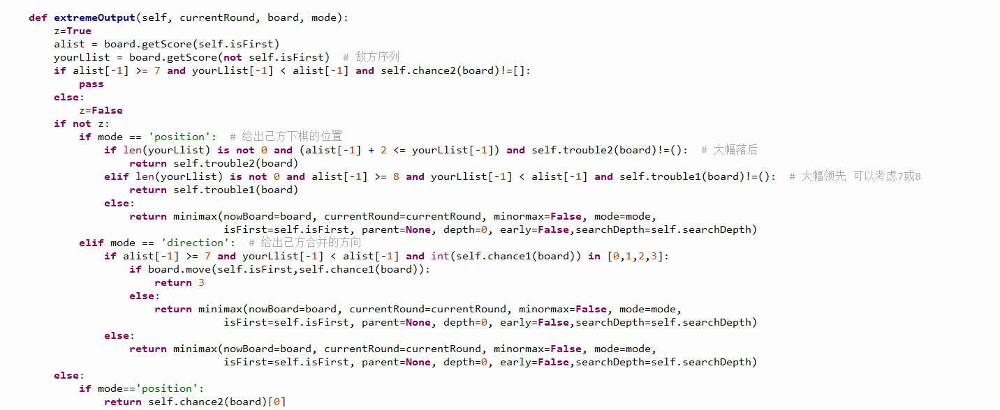 def extremeOutput(self, currentRound, board, mode):
    z=True
    alist = board.getScore(self.isFirst)
    yourLlist = board.getScore(not self.isFirst)  # 敌方序列
    if alist[-1] >= 7 and yourLlist[-1] < alist[-1] and self.chance2(board)!=[]:
        pass
    else:
        z=False
    if not z:
        if mode == 'position':  # 给出己方下棋的位置
            if len(yourLlist) is not 0 and (alist[-1] + 2 <= yourLlist[-1]) and self.trouble2(board)!=():  # 大幅落后
                return self.trouble2(board)
            elif len(yourLlist) is not 0 and alist[-1] >= 8 and yourLlist[-1] < alist[-1] and self.trouble1(board)!=():  # 大幅领先 可以考虑7或8
                return self.trouble1(board)
            else:
                return minimax(nowBoard=board, currentRound=currentRound, minormax=False, mode=mode,
                               isFirst=self.isFirst, parent=None, depth=0, early=False,searchDepth=self.searchDepth)
        elif mode == 'direction':  # 给出己方合并的方向
            if alist[-1] >= 7 and yourLlist[-1] < alist[-1] and int(self.chance1(board)) in [0,1,2,3]:
                if board.move(self.isFirst,self.chance1(board)):
                    return 3
                else:
                    return minimax(nowBoard=board, currentRound=currentRound, minormax=False, mode=mode,
                               isFirst=self.isFirst, parent=None, depth=0, early=False,searchDepth=self.searchDepth)
            else:
                return minimax(nowBoard=board, currentRound=currentRound, minormax=False, mode=mode,
                               isFirst=self.isFirst, parent=None, depth=0, early=False,searchDepth=self.searchDepth)
    else:
        if mode=='position':
            return self.chance2(board)[0]